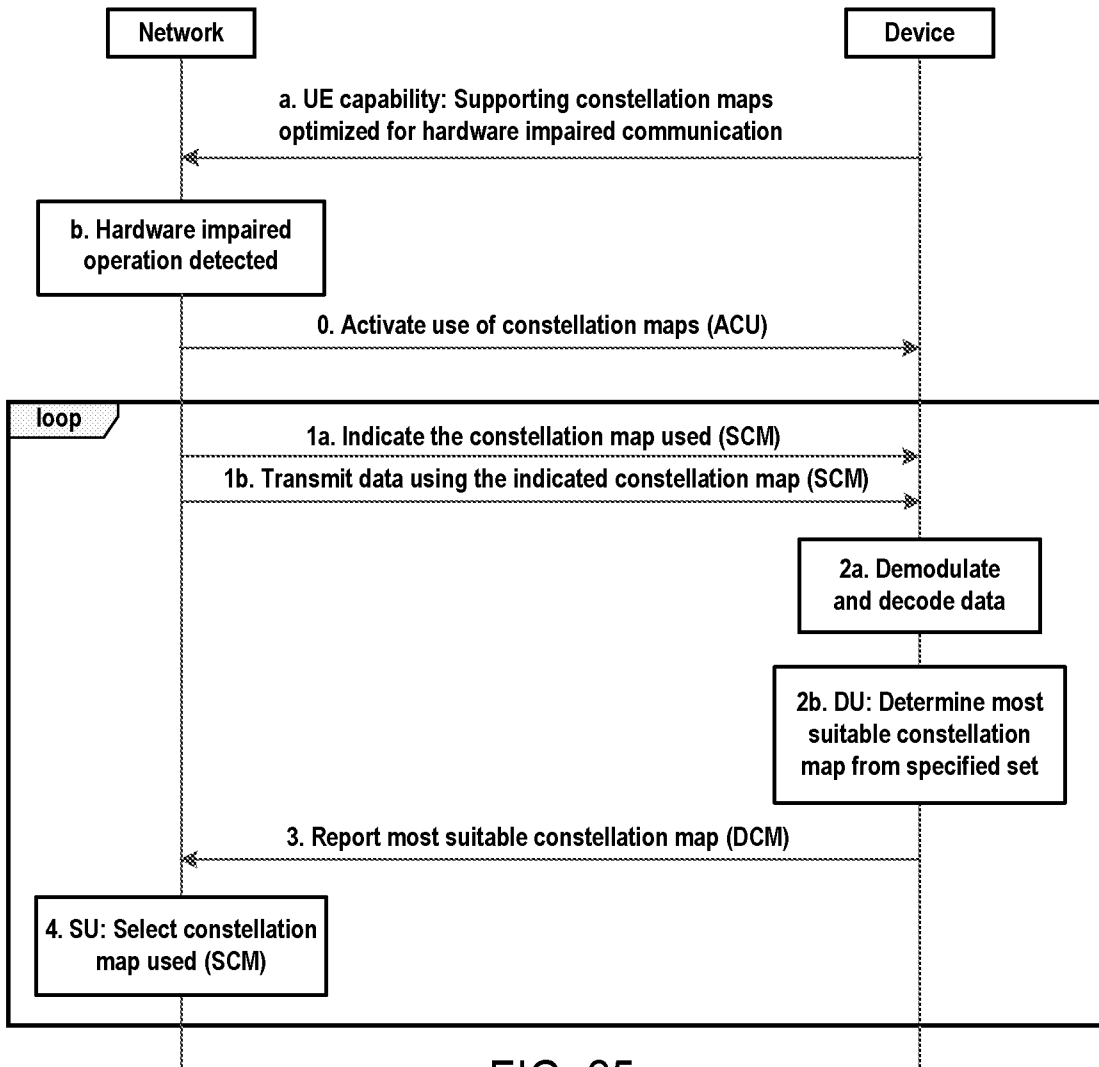 Network
Device
a. UE capability: Supporting constellation maps
optimized for hardware impaired communication
b. Hardware impaired
operation detected
0. Activate use of constellation maps (ACU)
loop
1a. Indicate the constellation map used (SCM)
1b. Transmit data using the indicated constellation map (SCM)
2a. Demodulate
and decode data
2b. DU: Determine most
suitable constellation
map from specified set
3. Report most suitable constellation map (DCM)
4. SU: Select constellation
map used (SCM)